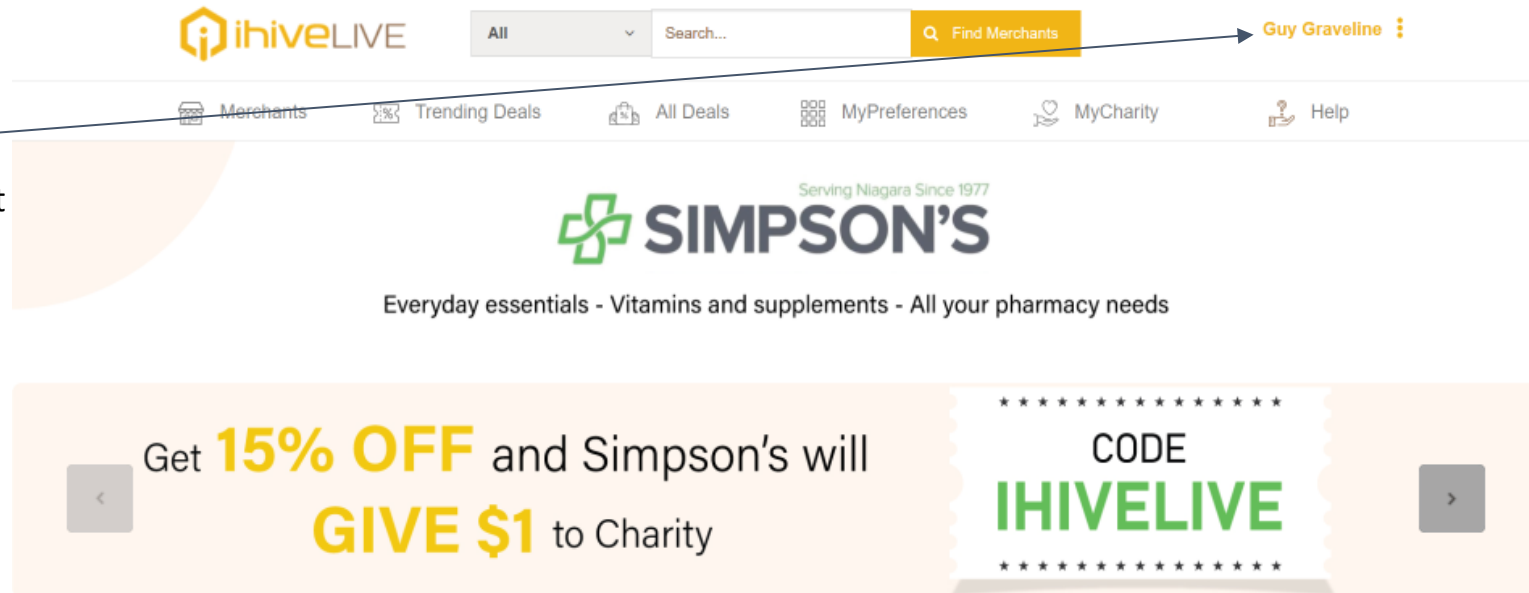 ihiveLIVE
All
Search...
Find Merchants
Guy Graveline
Merchants
Trending Deals
All Deals
MyPreferences
MyCharity
Help
t
Serving Niagara Since 1977
SIMPSON'S
Everyday essentials - Vitamins and supplements - All your pharmacy needs
Get 15% OFF and Simpson's will
GIVE $1 to Charity
CODE
IHIVELIVE